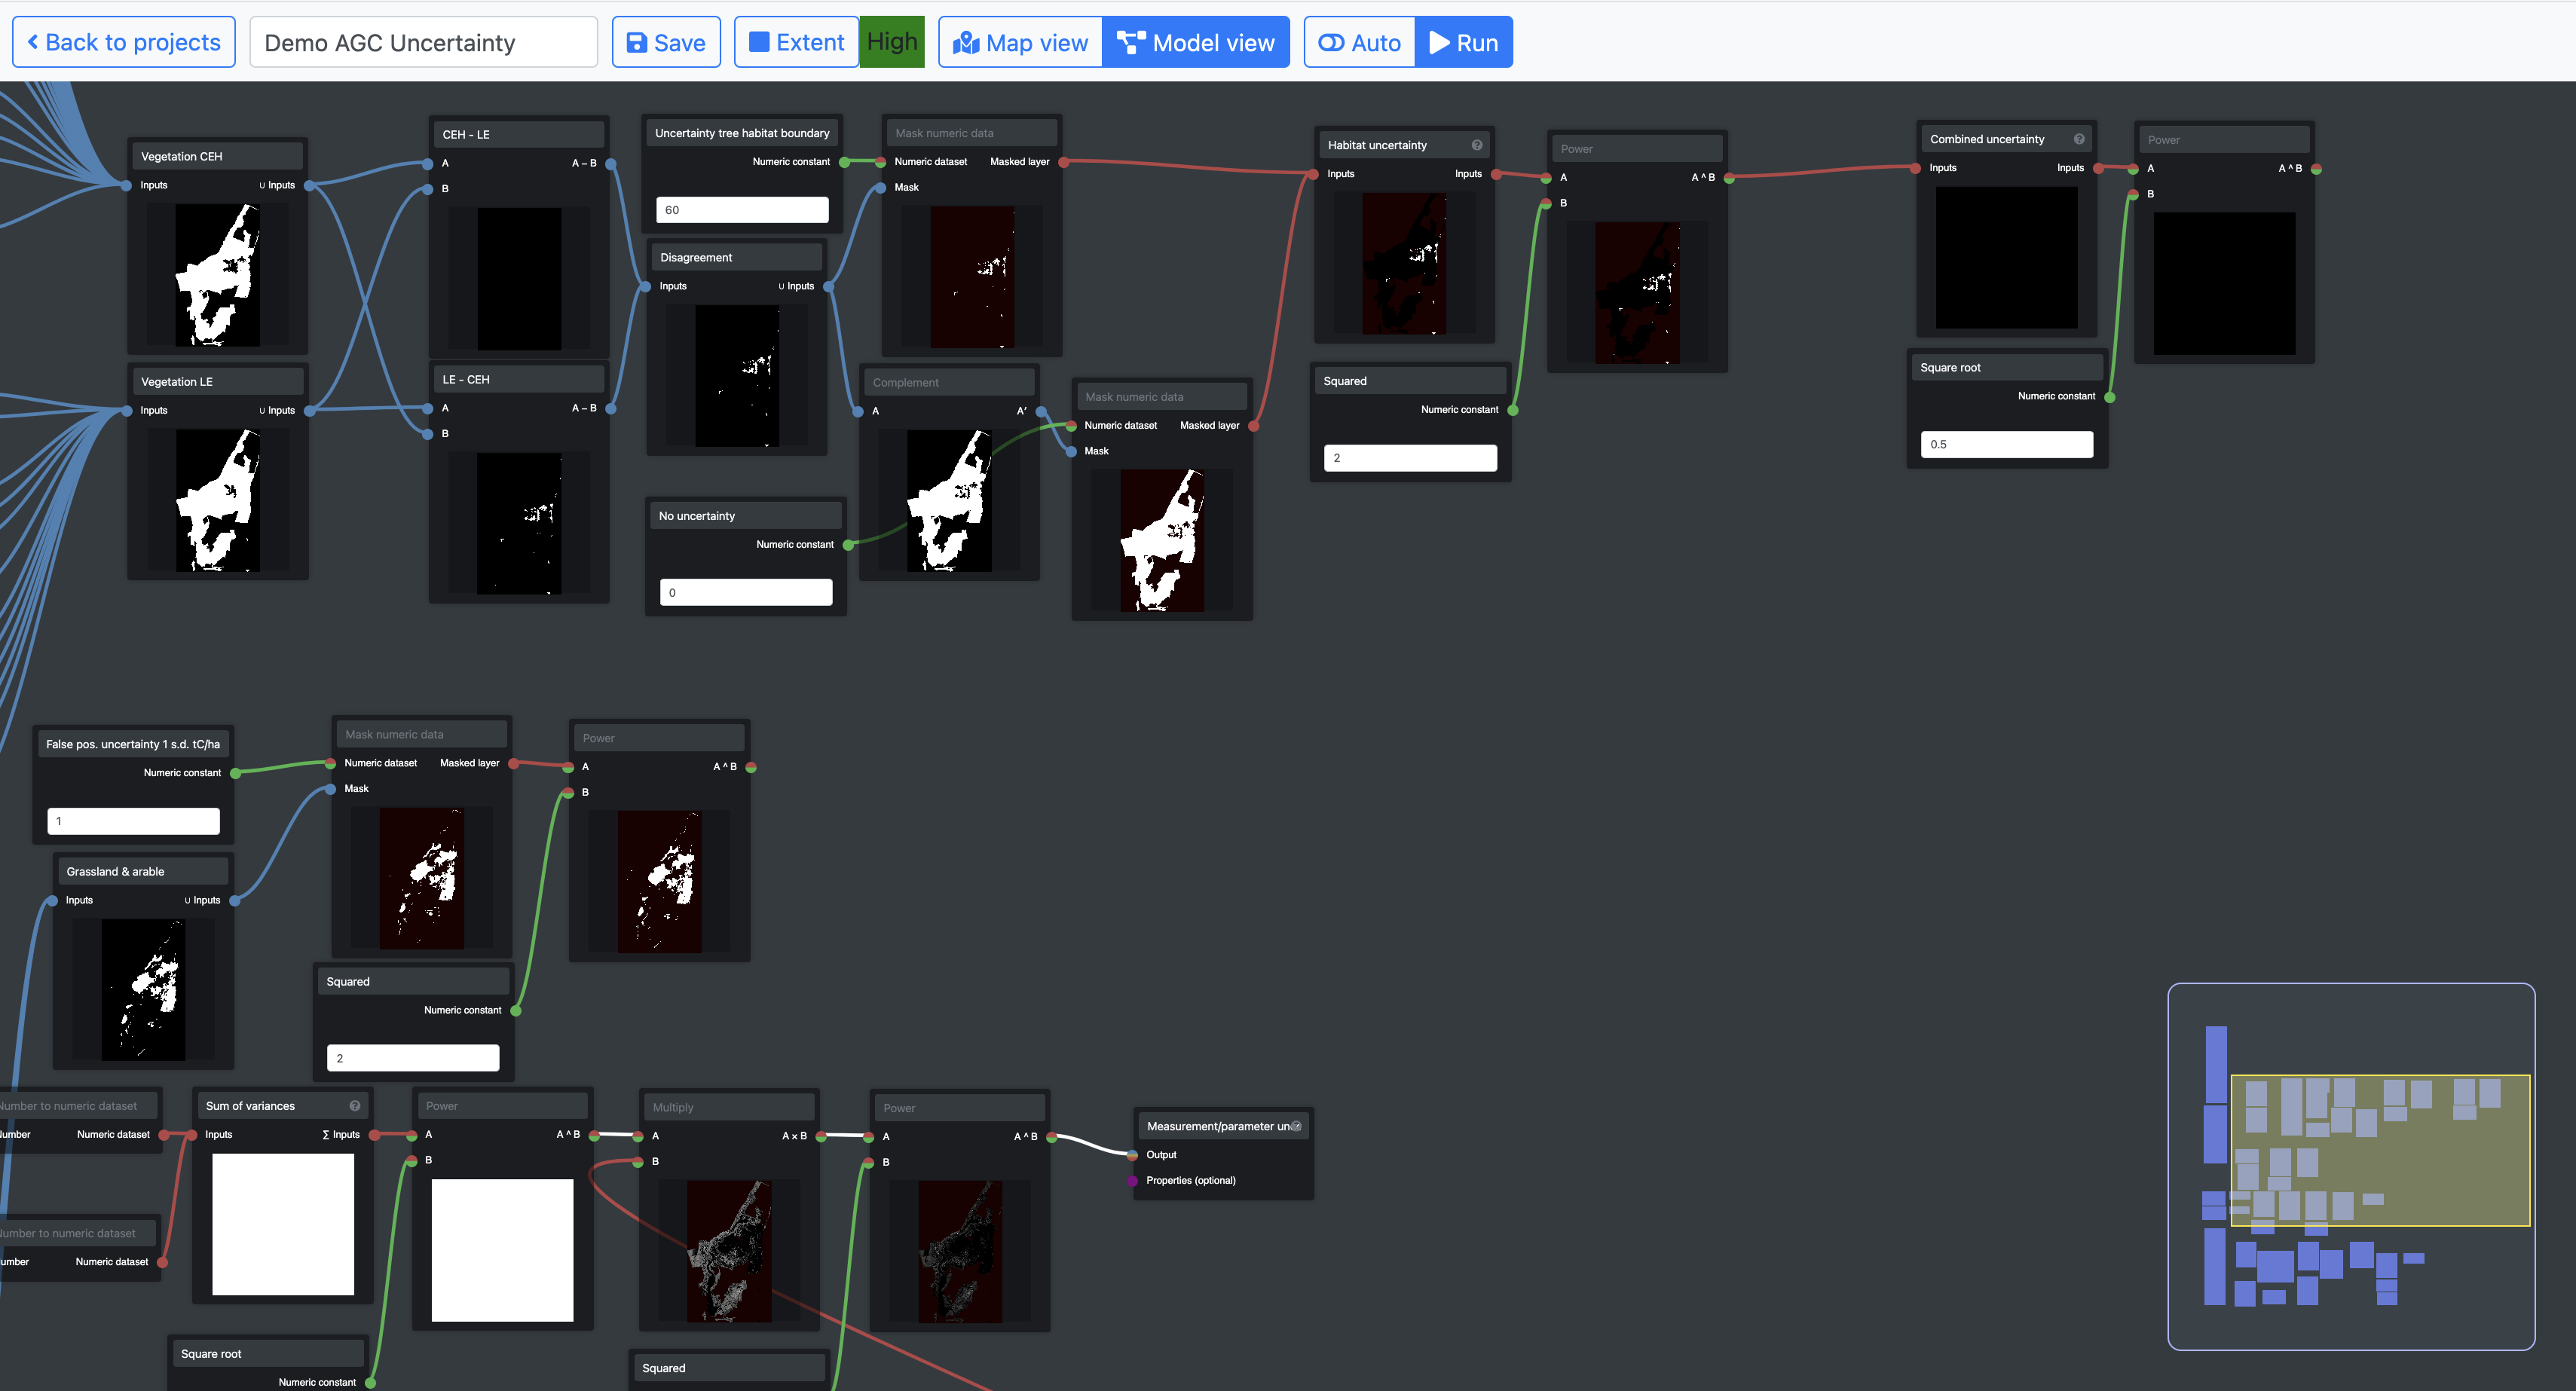 Back to projects
Demo AGC Uncertainty
Save
Extent
High
Map view
Model view
Auto
Run
Vegetation CEH
Inputs
∪ Inputs
CEH - LE
A
A – B
B
Uncertainty tree habitat boundary
Numeric constant
60
Mask numeric data
Numeric dataset
Masked layer
Mask
Habitat uncertainty
Inputs
Inputs
Power
A
A ^ B
B
Combined uncertainty
Inputs
Inputs
Power
A
A ^ B
B
Disagreement
Inputs
∪ Inputs
Vegetation LE
Inputs
∪ Inputs
LE - CEH
A
A – B
B
Complement
A
A′
Mask numeric data
Numeric dataset
Masked layer
Mask
Squared
Numeric constant
2
Square root
Numeric constant
0.5
No uncertainty
Numeric constant
0
False pos. uncertainty 1 s.d. tC/ha
Numeric constant
1
Mask numeric data
Numeric dataset
Masked layer
Mask
Power
A
A ^ B
B
Grassland & arable
Inputs
∪ Inputs
Squared
Numeric constant
2
Number to numeric dataset
Numeric dataset
Sum of variances
Inputs
Σ Inputs
Power
A
A ^ B
B
Multiply
A
A x B
B
Power
A
A ^ B
B
Measurement/parameter un
Output
Properties (optional)
Number to numeric dataset
Numeric dataset
Square root
Numeric constant
Squared